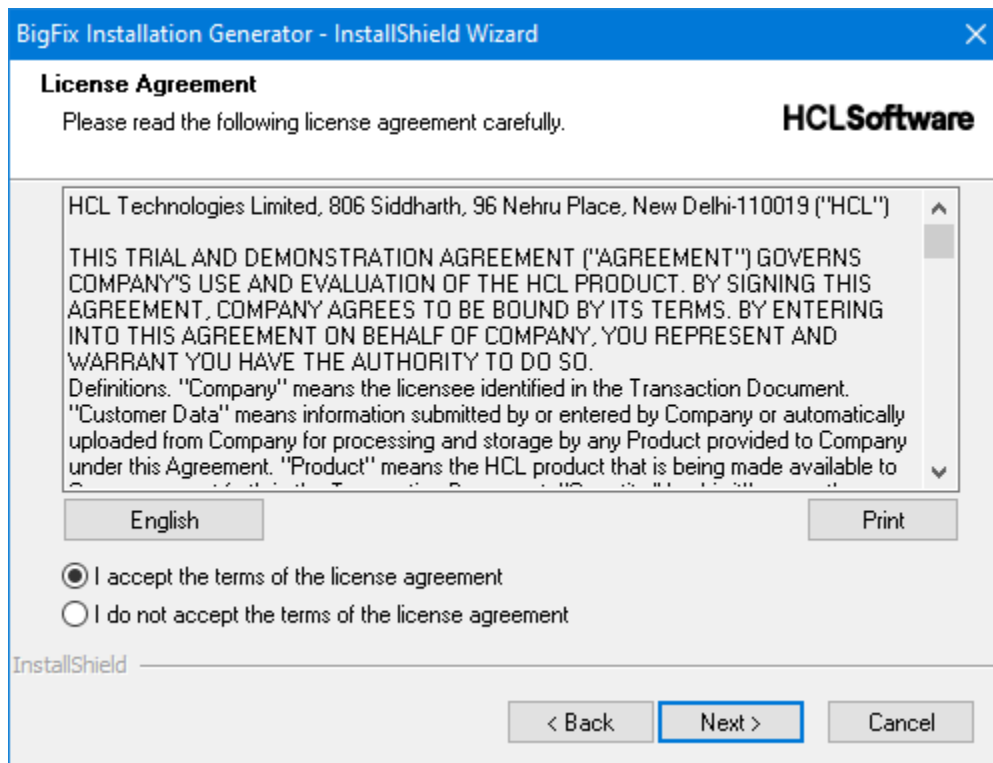 BigFix Installation Generator - InstallShield Wizard
License Agreement
Please read the following license agreement carefully.
HCLSoftware
HCL Technologies Limited, 806 Siddharth, 96 Nehru Place, New Delhi-110019 ("HCL")
THIS TRIAL AND DEMONSTRATION AGREEMENT ("AGREEMENT") GOVERNS
COMPANY'S USE AND EVALUATION OF THE HCL PRODUCT. BY SIGNING THIS
AGREEMENT, COMPANY AGREES TO BE BOUND BY ITS TERMS. BY ENTERING
INTO THIS AGREEMENT ON BEHALF OF COMPANY, YOU REPRESENT AND
WARRANT YOU HAVE THE AUTHORITY TO DO SO.
Definitions. "Company" means the licensee identified in the Transaction Document.
"Customer Data" means information submitted by or entered by Company or automatically
uploaded from Company for processing and storage by any Product provided to Company
under this Agreement. "Product" means the HCL product that is being made available to
English
Print
I accept the terms of the license agreement
I do not accept the terms of the license agreement
InstallShield
< Back
Next >
Cancel